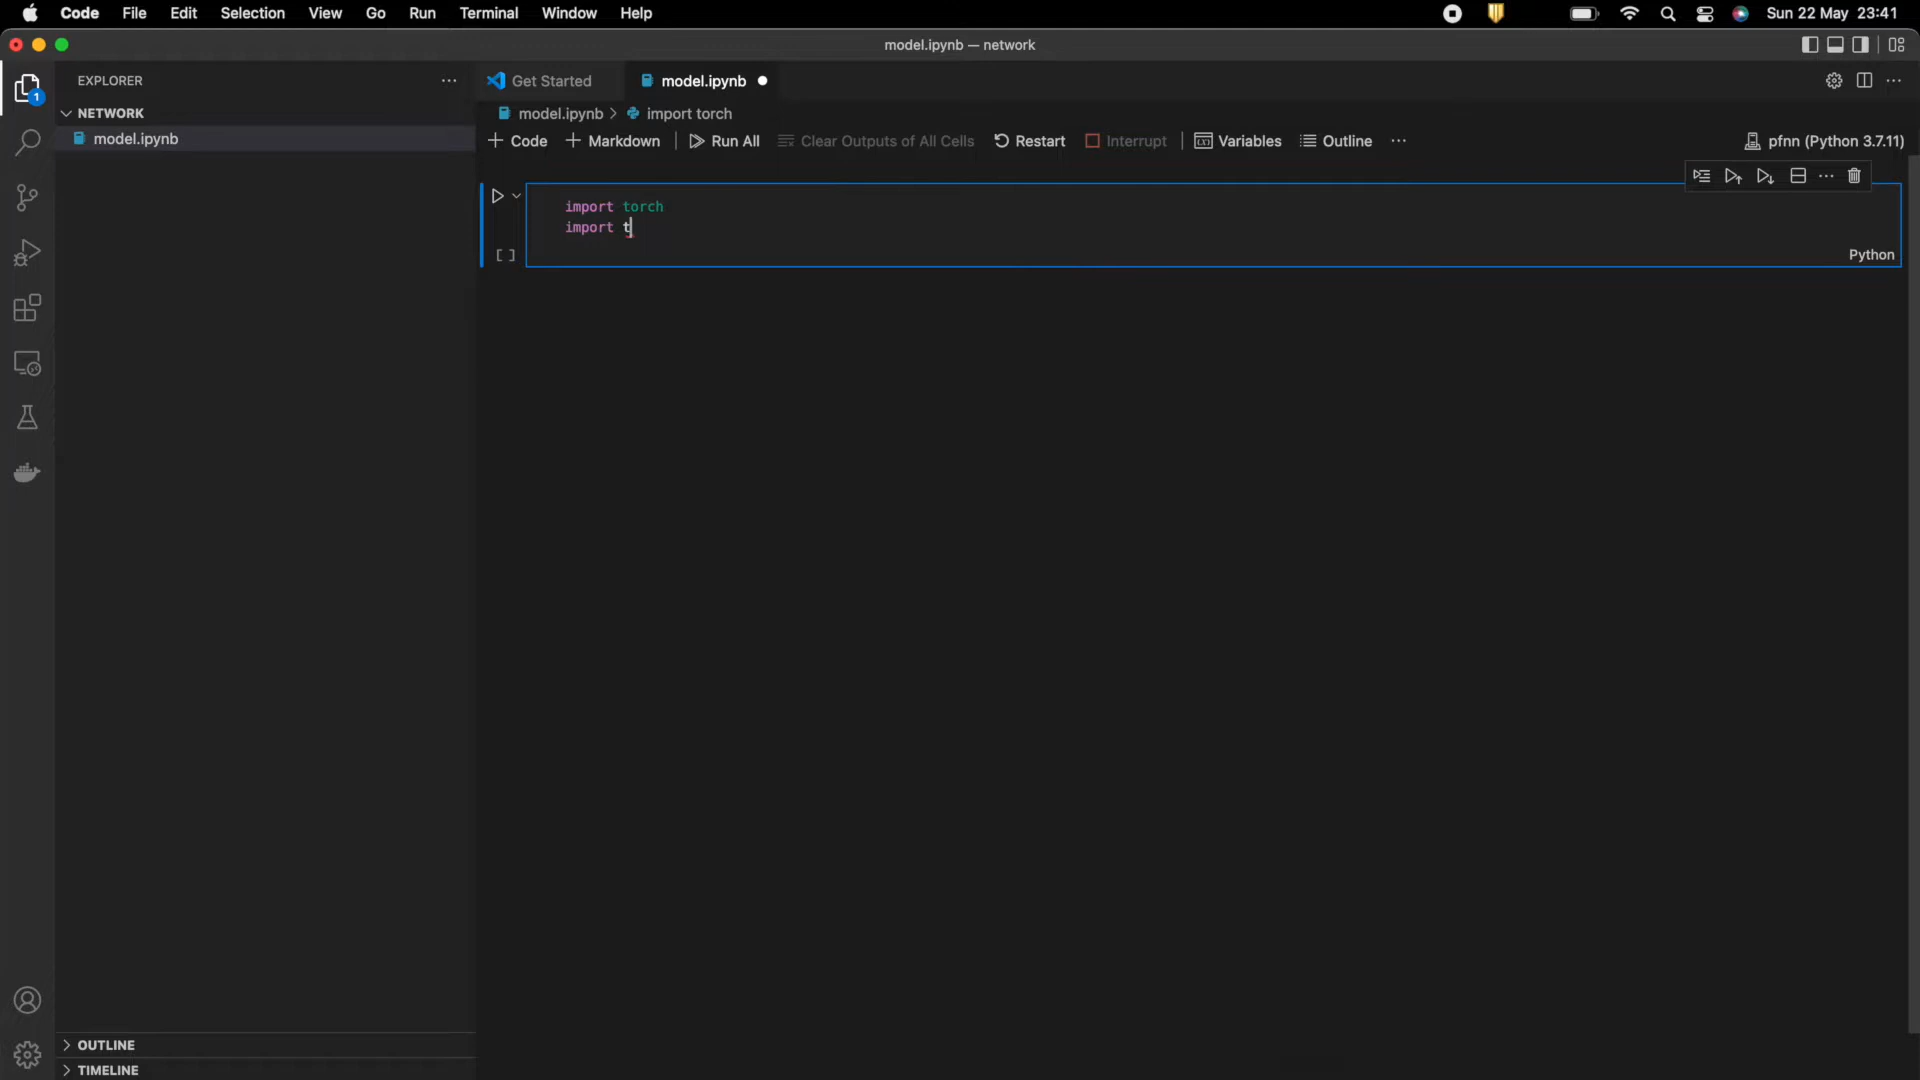 Code File Edit Selection View Go Run Terminal Window Help Sun 22 May 23:41
model.ipynb — network
EXPLORER
Get Started
model.ipynb
1
NETWORK
model.ipynb
model.ipynb > import torch
+ Code + Markdown Run All Clear Outputs of All Cells Restart Interrupt Variables Outline ... pfnn (Python 3.7.11)
import torch
import t
[ ]
Python
OUTLINE
TIMELINE